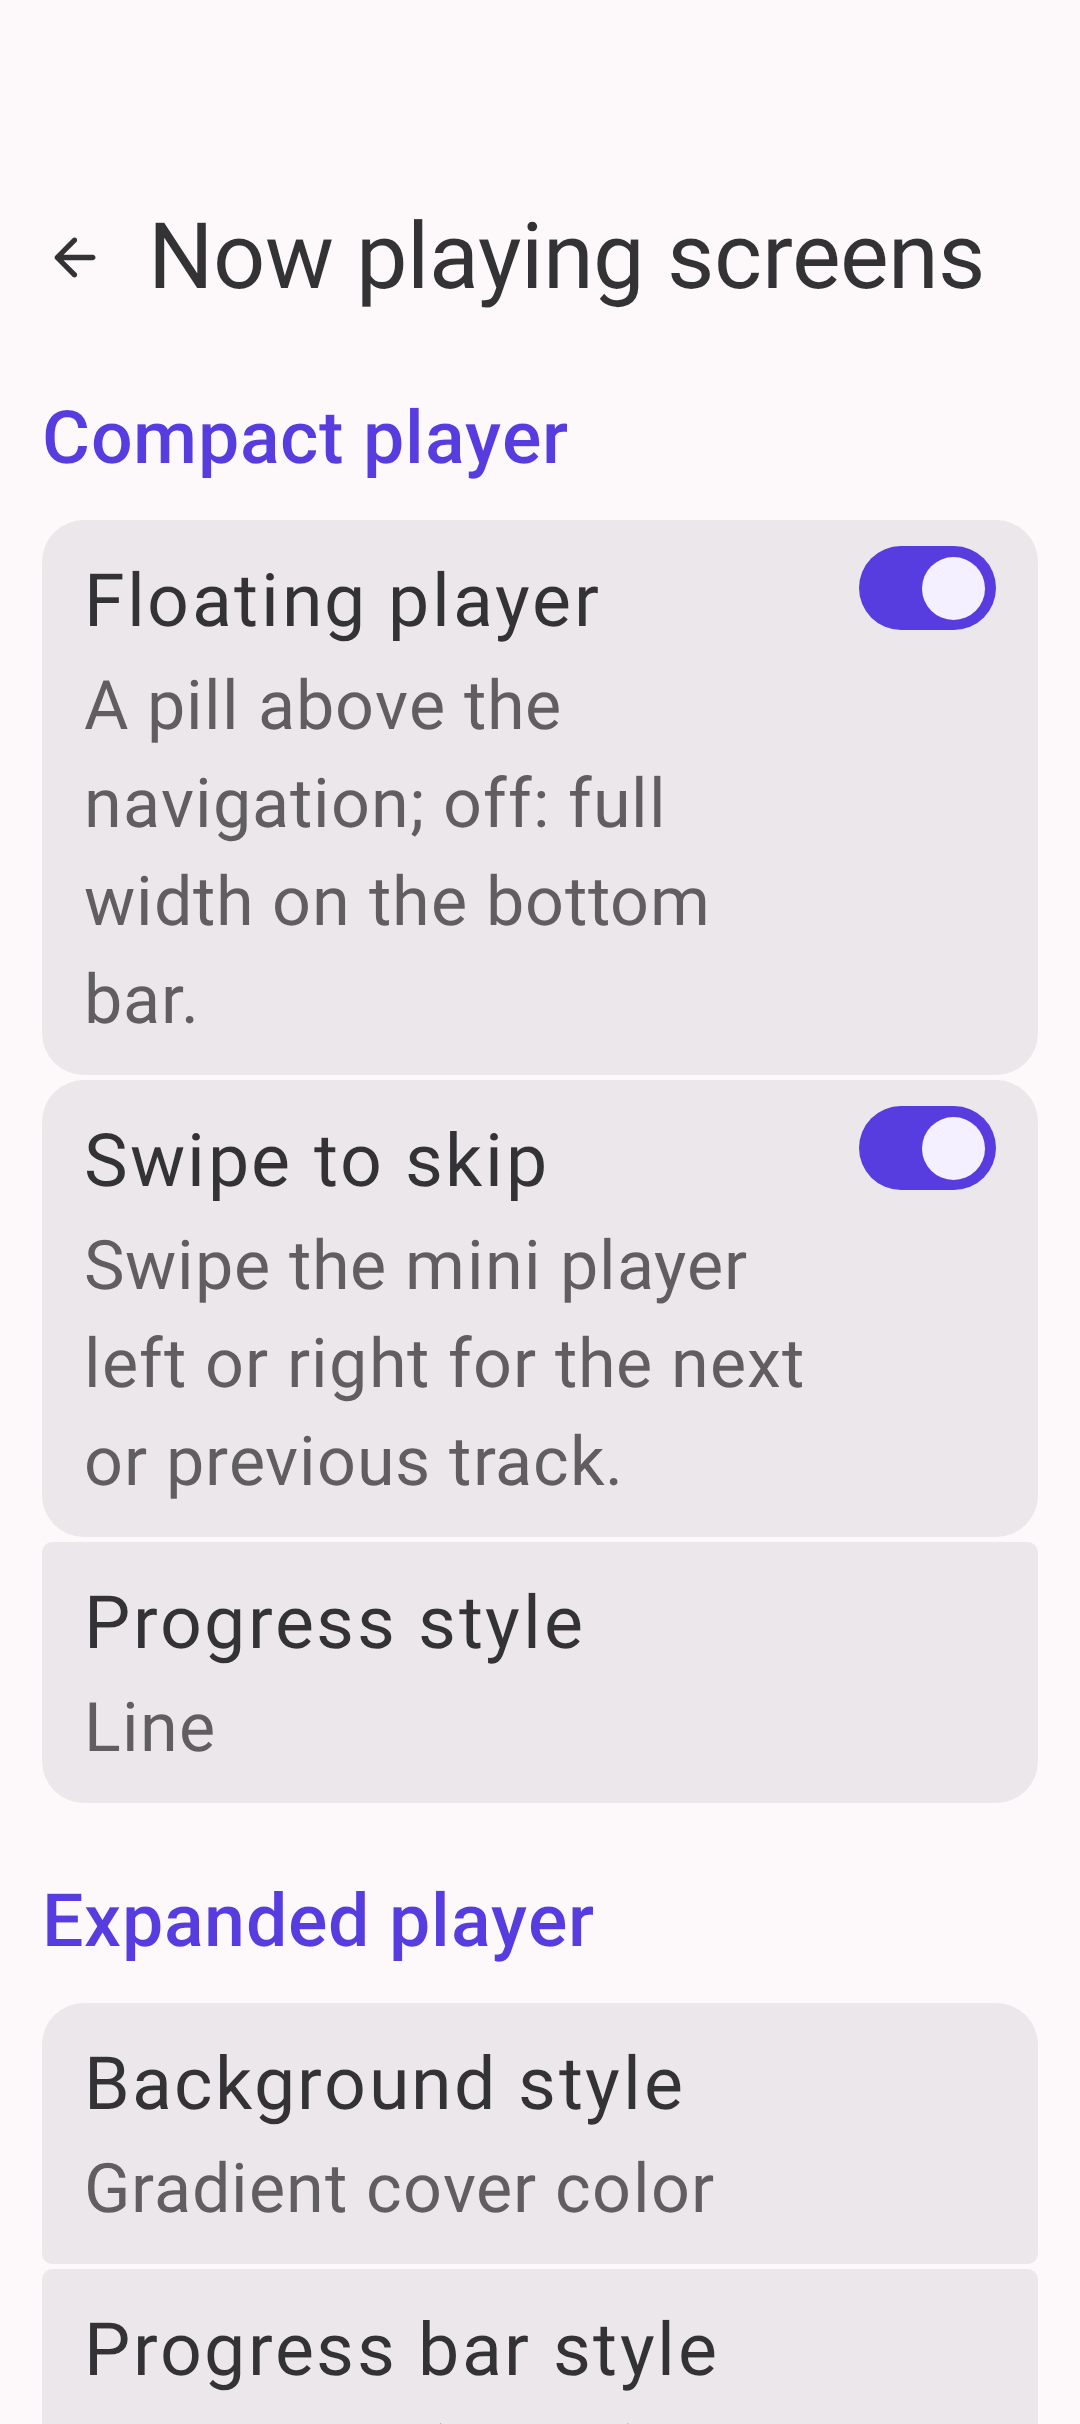 Now playing screens
Compact player
Floating player
A pill above the
navigation; off: full
width on the bottom
bar.
Swipe to skip
Swipe the mini player
left or right for the next
or previous track.
Progress style
Line
Expanded player
Background style
Gradient cover color
Progress bar style